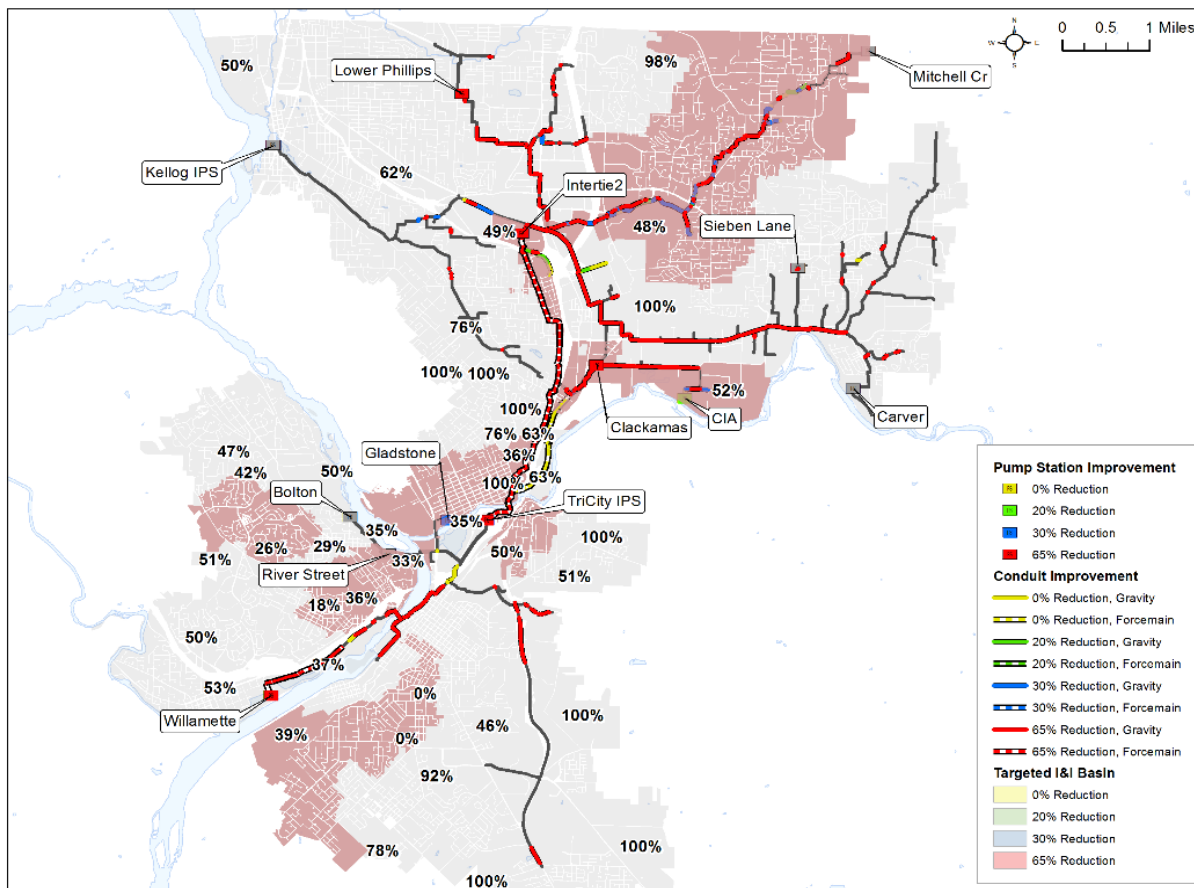 N
W E
S
0 0.5 1 Miles
50%
98%
Lower Phillips
Mitchell Cr
Kellog IPS
62%
Intertie2
49%
48%
Sieben Lane
100%
76%
100% 100%
52%
100%
Clackamas
CIA
Carver
76% 63%
36%
47%
42%
50%
Gladstone
100%
63%
Bolton
TriCity IPS
35%
35%
100%
51%
26%
29%
33%
50%
51%
River Street
18%
36%
50%
37%
53%
0%
Willamette
39%
0%
46%
100%
92%
78%
100%
100%
Pump Station Improvement
0% Reduction
20% Reduction
30% Reduction
65% Reduction
Conduit Improvement
0% Reduction, Gravity
0% Reduction, Forcemain
20% Reduction, Gravity
20% Reduction, Forcemain
30% Reduction, Gravity
30% Reduction, Forcemain
65% Reduction, Gravity
65% Reduction, Forcemain
Targeted I&I Basin
0% Reduction
20% Reduction
30% Reduction
65% Reduction